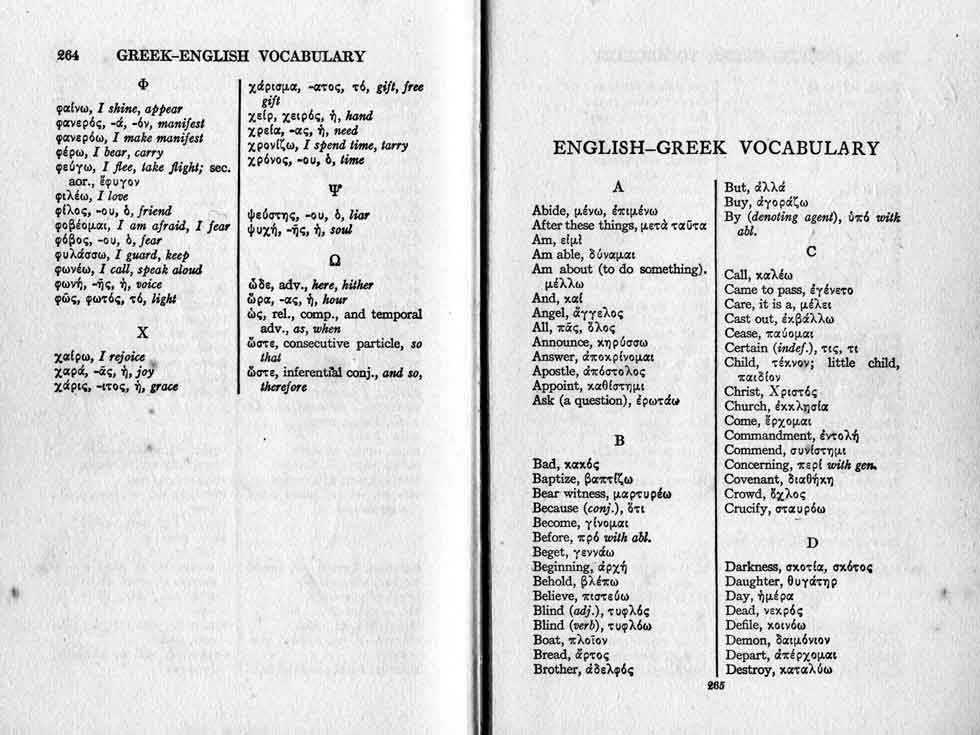 264 GREEK–ENGLISH VOCABULARY
Φ
φαίνω, I shine, appear
φανερός, -ά, -όν, manifest
φανερόω, I make manifest
φέρω, I bear, carry
φεύγω, I flee, take flight; sec.
aor., ἔφυγον
φιλέω, I love
φίλος, -ου, ὁ, friend
φοβέομαι, I am afraid, I fear
φόβος, -ου, ὁ, fear
φυλάσσω, I guard, keep
φωνέω, I call, speak aloud
φωνή, -ῆς, ἡ, voice
φῶς, φωτός, τό, light
Χ
χαίρω, I rejoice
χαρά, -ᾶς, ἡ, joy
χάρις, -ιτος, ἡ, grace
χάρισμα, -ατος, τό, gift, free
gift
χείρ, χειρός, ἡ, hand
χρεία, -ας, ἡ, need
χρονίζω, I spend time, tarry
χρόνος, -ου, ὁ, time
Ψ
ψεύστης, -ου, ὁ, liar
ψυχή, -ῆς, ἡ, soul
Ω
ὧδε, adv., here, hither
ὥρα, -ας, ἡ, hour
ὡς, rel., comp., and temporal
adv., as, when
ὥστε, consecutive particle, so
that
ὥστε, inferential conj., and so,
therefore
ENGLISH–GREEK VOCABULARY
A
Abide, μένω, ἐπιμένω
After these things, μετὰ ταῦτα
Am, εἰμί
Am able, δύναμαι
Am about (to do something),
μέλλω
And, καί
Angel, ἄγγελος
All, πᾶς, ὅλος
Announce, κηρύσσω
Answer, ἀποκρίνομαι
Apostle, ἀπόστολος
Appoint, καθίστημι
Ask (a question), ἐρωτάω
B
Bad, κακός
Baptize, βαπτίζω
Bear witness, μαρτυρέω
Because (conj.), ὅτι
Become, γίνομαι
Before, πρό with abl.
Beget, γεννάω
Beginning, ἀρχή
Behold, βλέπω
Believe, πιστεύω
Blind (adj.), τυφλός
Blind (verb), τυφλόω
Boat, πλοῖον
Bread, ἄρτος
Brother, ἀδελφός
But, ἀλλά
Buy, ἀγοράζω
By (denoting agent), ὑπό with
abl.
C
Call, καλέω
Came to pass, ἐγένετο
Care, it is a, μέλει
Cast out, ἐκβάλλω
Cease, παύομαι
Certain (indef.), τις, τι
Child, τέκνον; little child,
παιδίον
Christ, Χριστός
Church, ἐκκλησία
Come, ἔρχομαι
Commandment, ἐντολή
Commend, συνίστημι
Concerning, περί with gen.
Covenant, διαθήκη
Crowd, ὄχλος
Crucify, σταυρόω
D
Darkness, σκοτία, σκότος
Daughter, θυγάτηρ
Day, ἡμέρα
Dead, νεκρός
Defile, κοινόω
Demon, δαιμόνιον
Depart, ἀπέρχομαι
Destroy, καταλύω
265